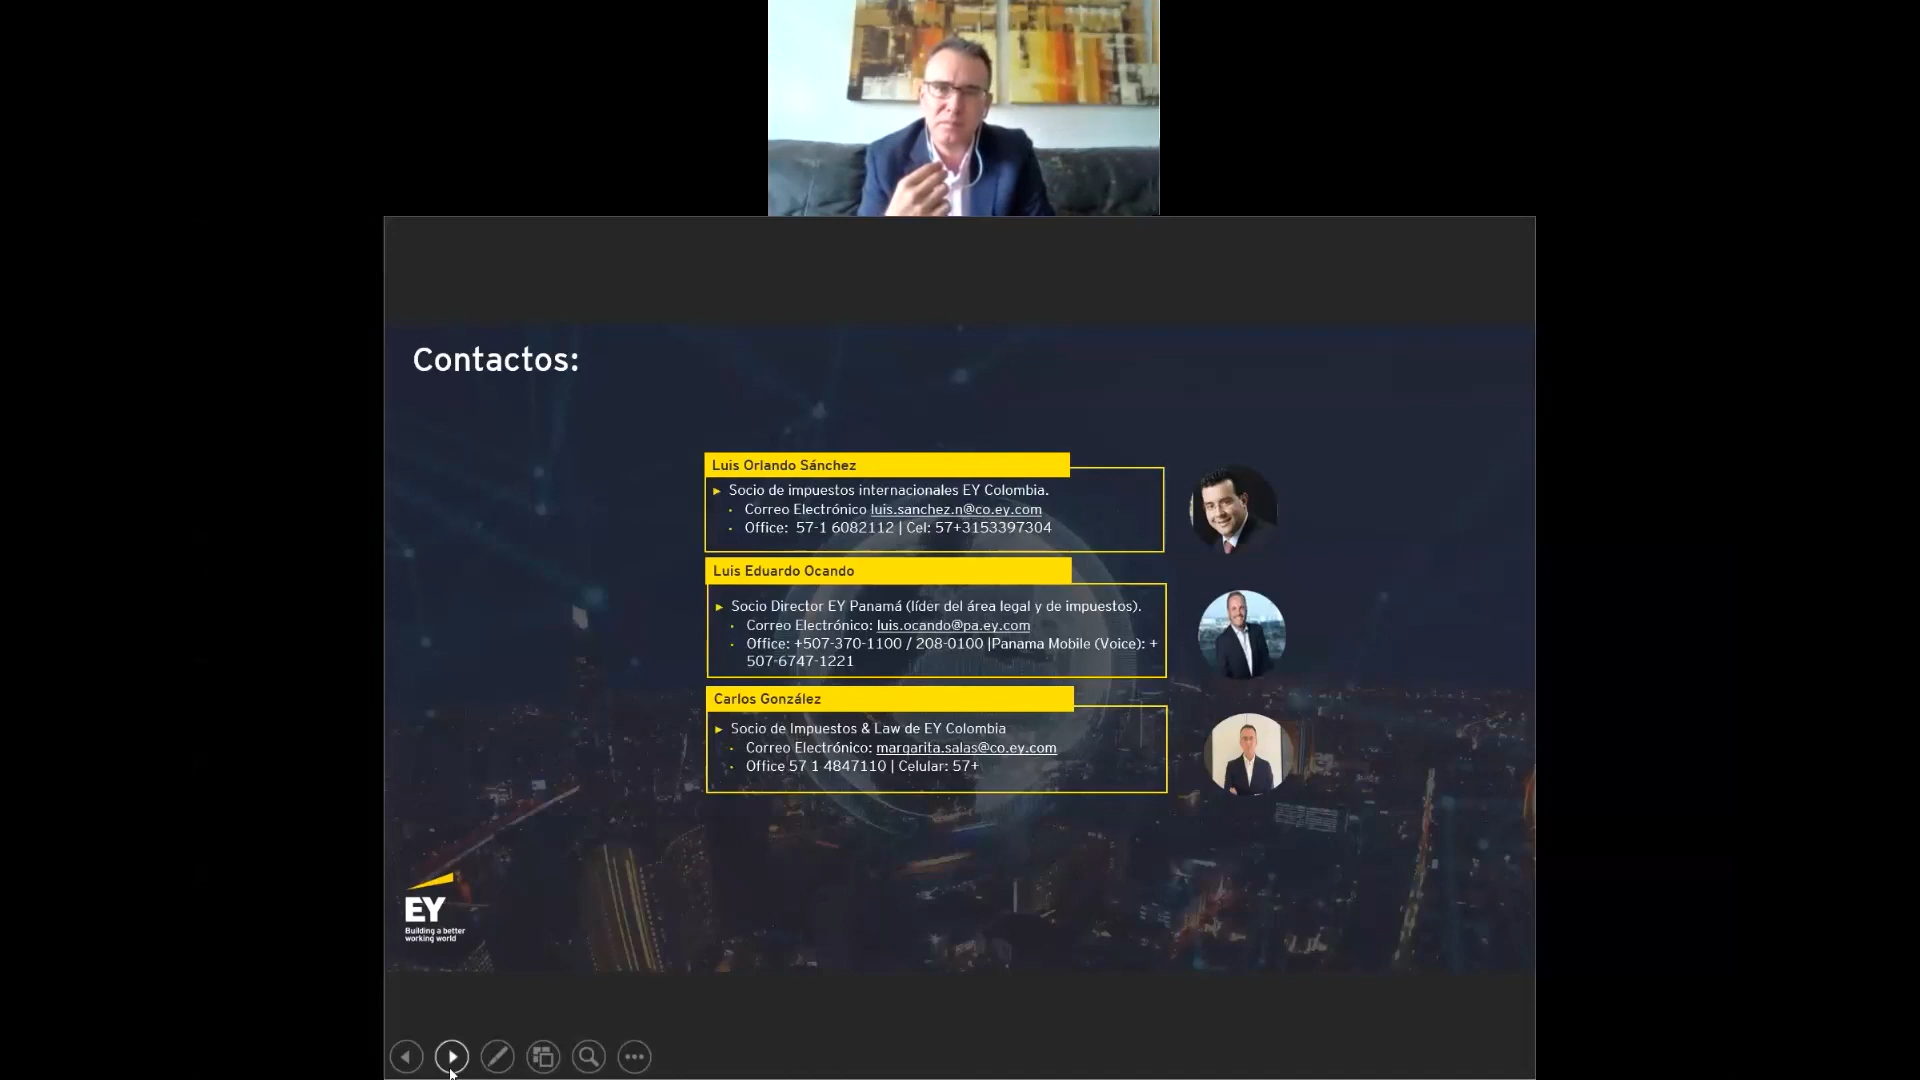 Contactos:
Luis Orlando Sánchez
Socio de impuestos internacionales EY Colombia.
Correo Electrónico luis.sanchez.n@co.ey.com
Office:  57-1 6082112 | Cel: 57+3153397304
Luis Eduardo Ocando
Socio Director EY Panamá (líder del área legal y de impuestos).
Correo Electrónico: luis.ocando@pa.ey.com
Office: +507-370-1100 / 208-0100 |Panama Mobile (Voice): +
507-6747-1221
Carlos González
Socio de Impuestos & Law de EY Colombia
Correo Electrónico: margarita.salas@co.ey.com
Office 57 1 4847110 | Celular: 57+
EY
Building a better
working world